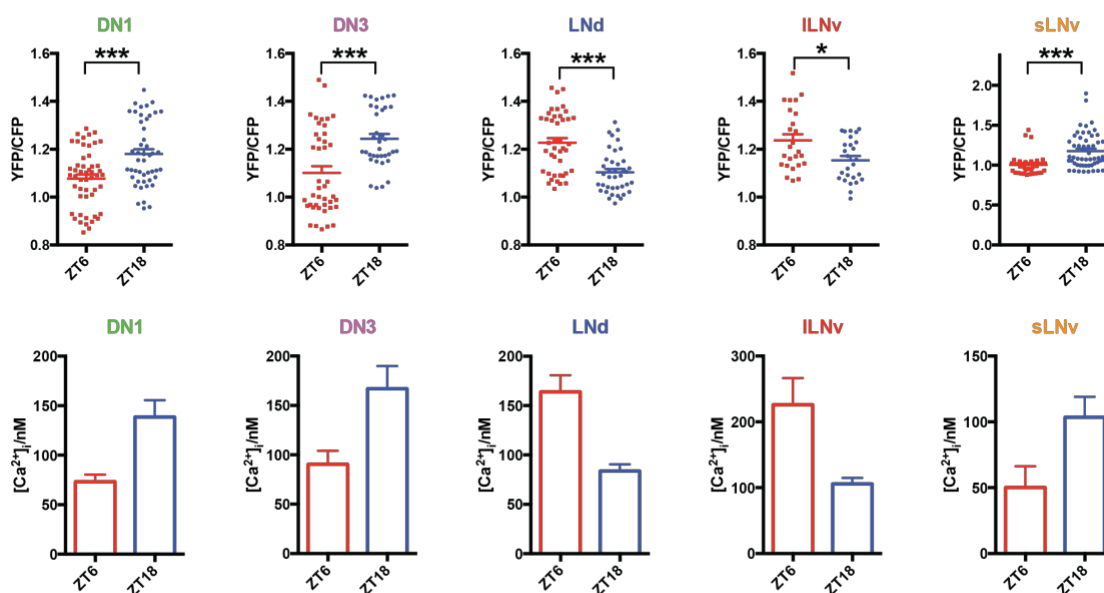 DN1
YFP/CFP
1.6
1.4
1.2
1.0
0.8
***
ZT6
ZT18
DN3
YFP/CFP
1.6
1.4
1.2
1.0
0.8
***
ZT6
ZT18
LNd
YFP/CFP
1.6
1.4
1.2
1.0
0.8
***
ZT6
ZT18
lLNv
YFP/CFP
1.6
1.4
1.2
1.0
0.8
*
ZT6
ZT18
sLNv
YFP/CFP
2.0
1.5
1.0
0.5
0.0
***
ZT6
ZT18
DN1
[Ca²⁺]ᵢ/nM
200
150
100
50
0
ZT6
ZT18
DN3
[Ca²⁺]ᵢ/nM
200
150
100
50
0
ZT6
ZT18
LNd
[Ca²⁺]ᵢ/nM
200
150
100
50
0
ZT6
ZT18
lLNv
[Ca²⁺]ᵢ/nM
300
200
100
0
ZT6
ZT18
sLNv
[Ca²⁺]ᵢ/nM
150
100
50
0
ZT6
ZT18